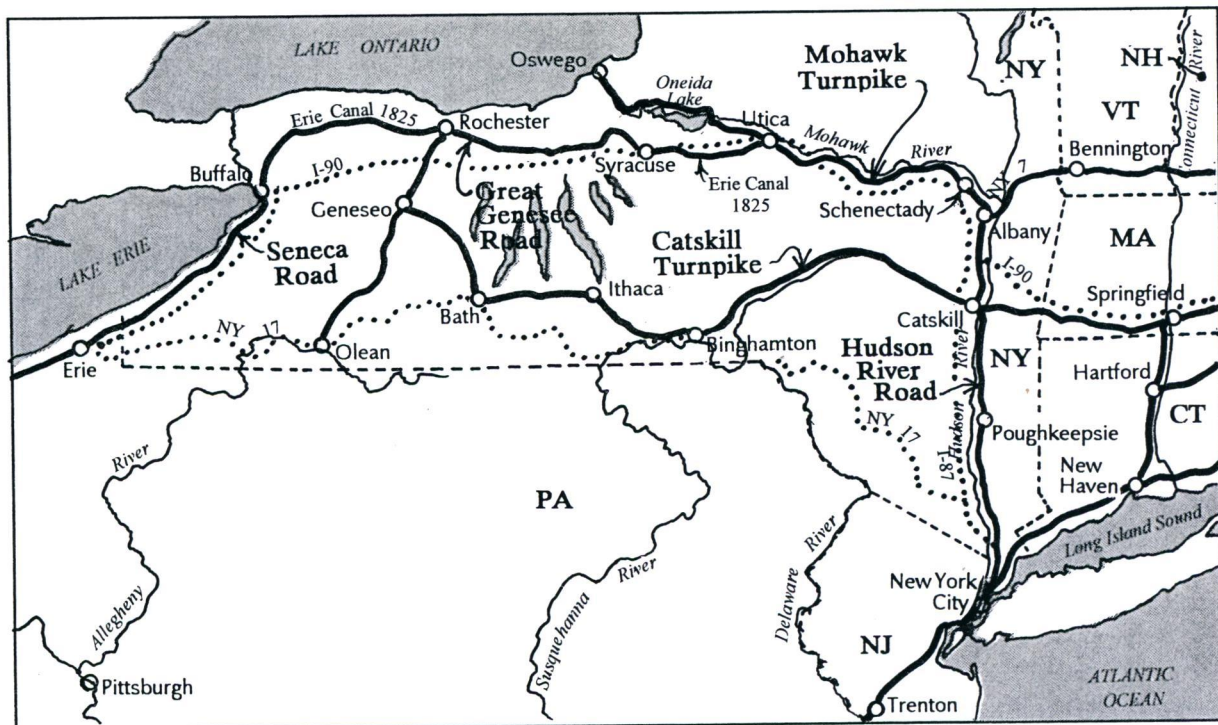 LAKE ONTARIO
Oswego
Oneida
Lake
Mohawk
Turnpike
NY
NH
VT
Connecticut River
Erie Canal 1825
Rochester
Utica
Mohawk
River
Buffalo
I-90
Syracuse
Erie Canal
1825
NY 7
Bennington
Schenectady
Geneseo
Great
Genesee
Road
Seneca
Road
Catskill
Turnpike
Albany
MA
I-90
LAKE ERIE
Bath
Ithaca
Springfield
Catskill
NY 17
Erie
Olean
Binghamton
Hudson
River
Road
NY
Hartford
CT
NY 17
I-87
Hudson River
Poughkeepsie
New
Haven
River
PA
Long Island Sound
River
River
New York
City
Allegheny
Susquehanna
Delaware
NJ
Pittsburgh
Trenton
ATLANTIC
OCEAN